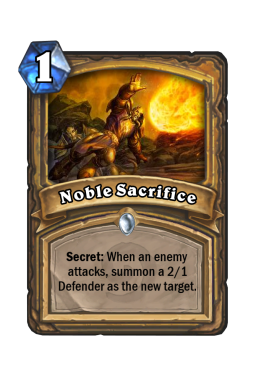 1
Noble Sacrifice
Secret: When an enemy
attacks, summon a 2/1
Defender as the new target.